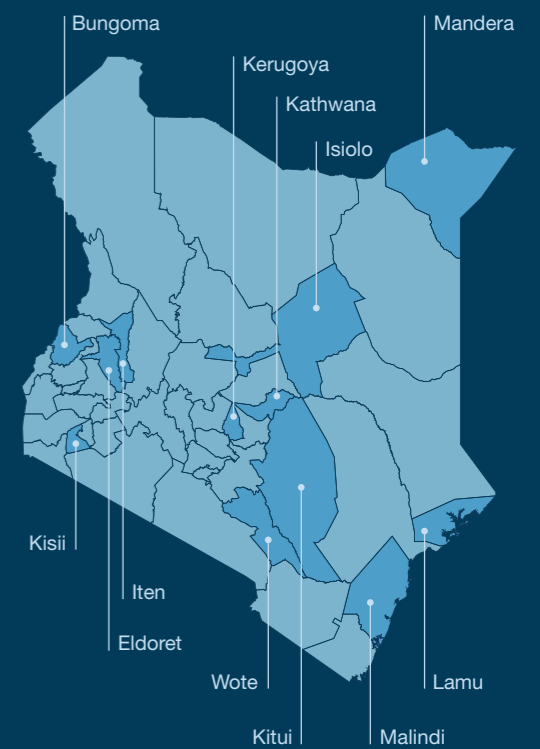 Bungoma
Mandera
Kerugoya
Kathwana
Isiolo
Kisii
Iten
Eldoret
Wote
Lamu
Kitui
Malindi